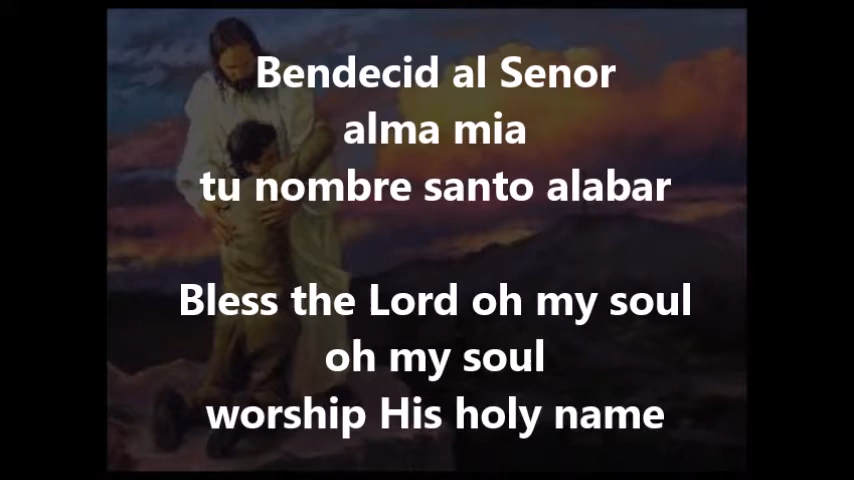 Bendecid al Senor
alma mia
tu nombre santo alabar
Bless the Lord oh my soul
oh my soul
worship His holy name